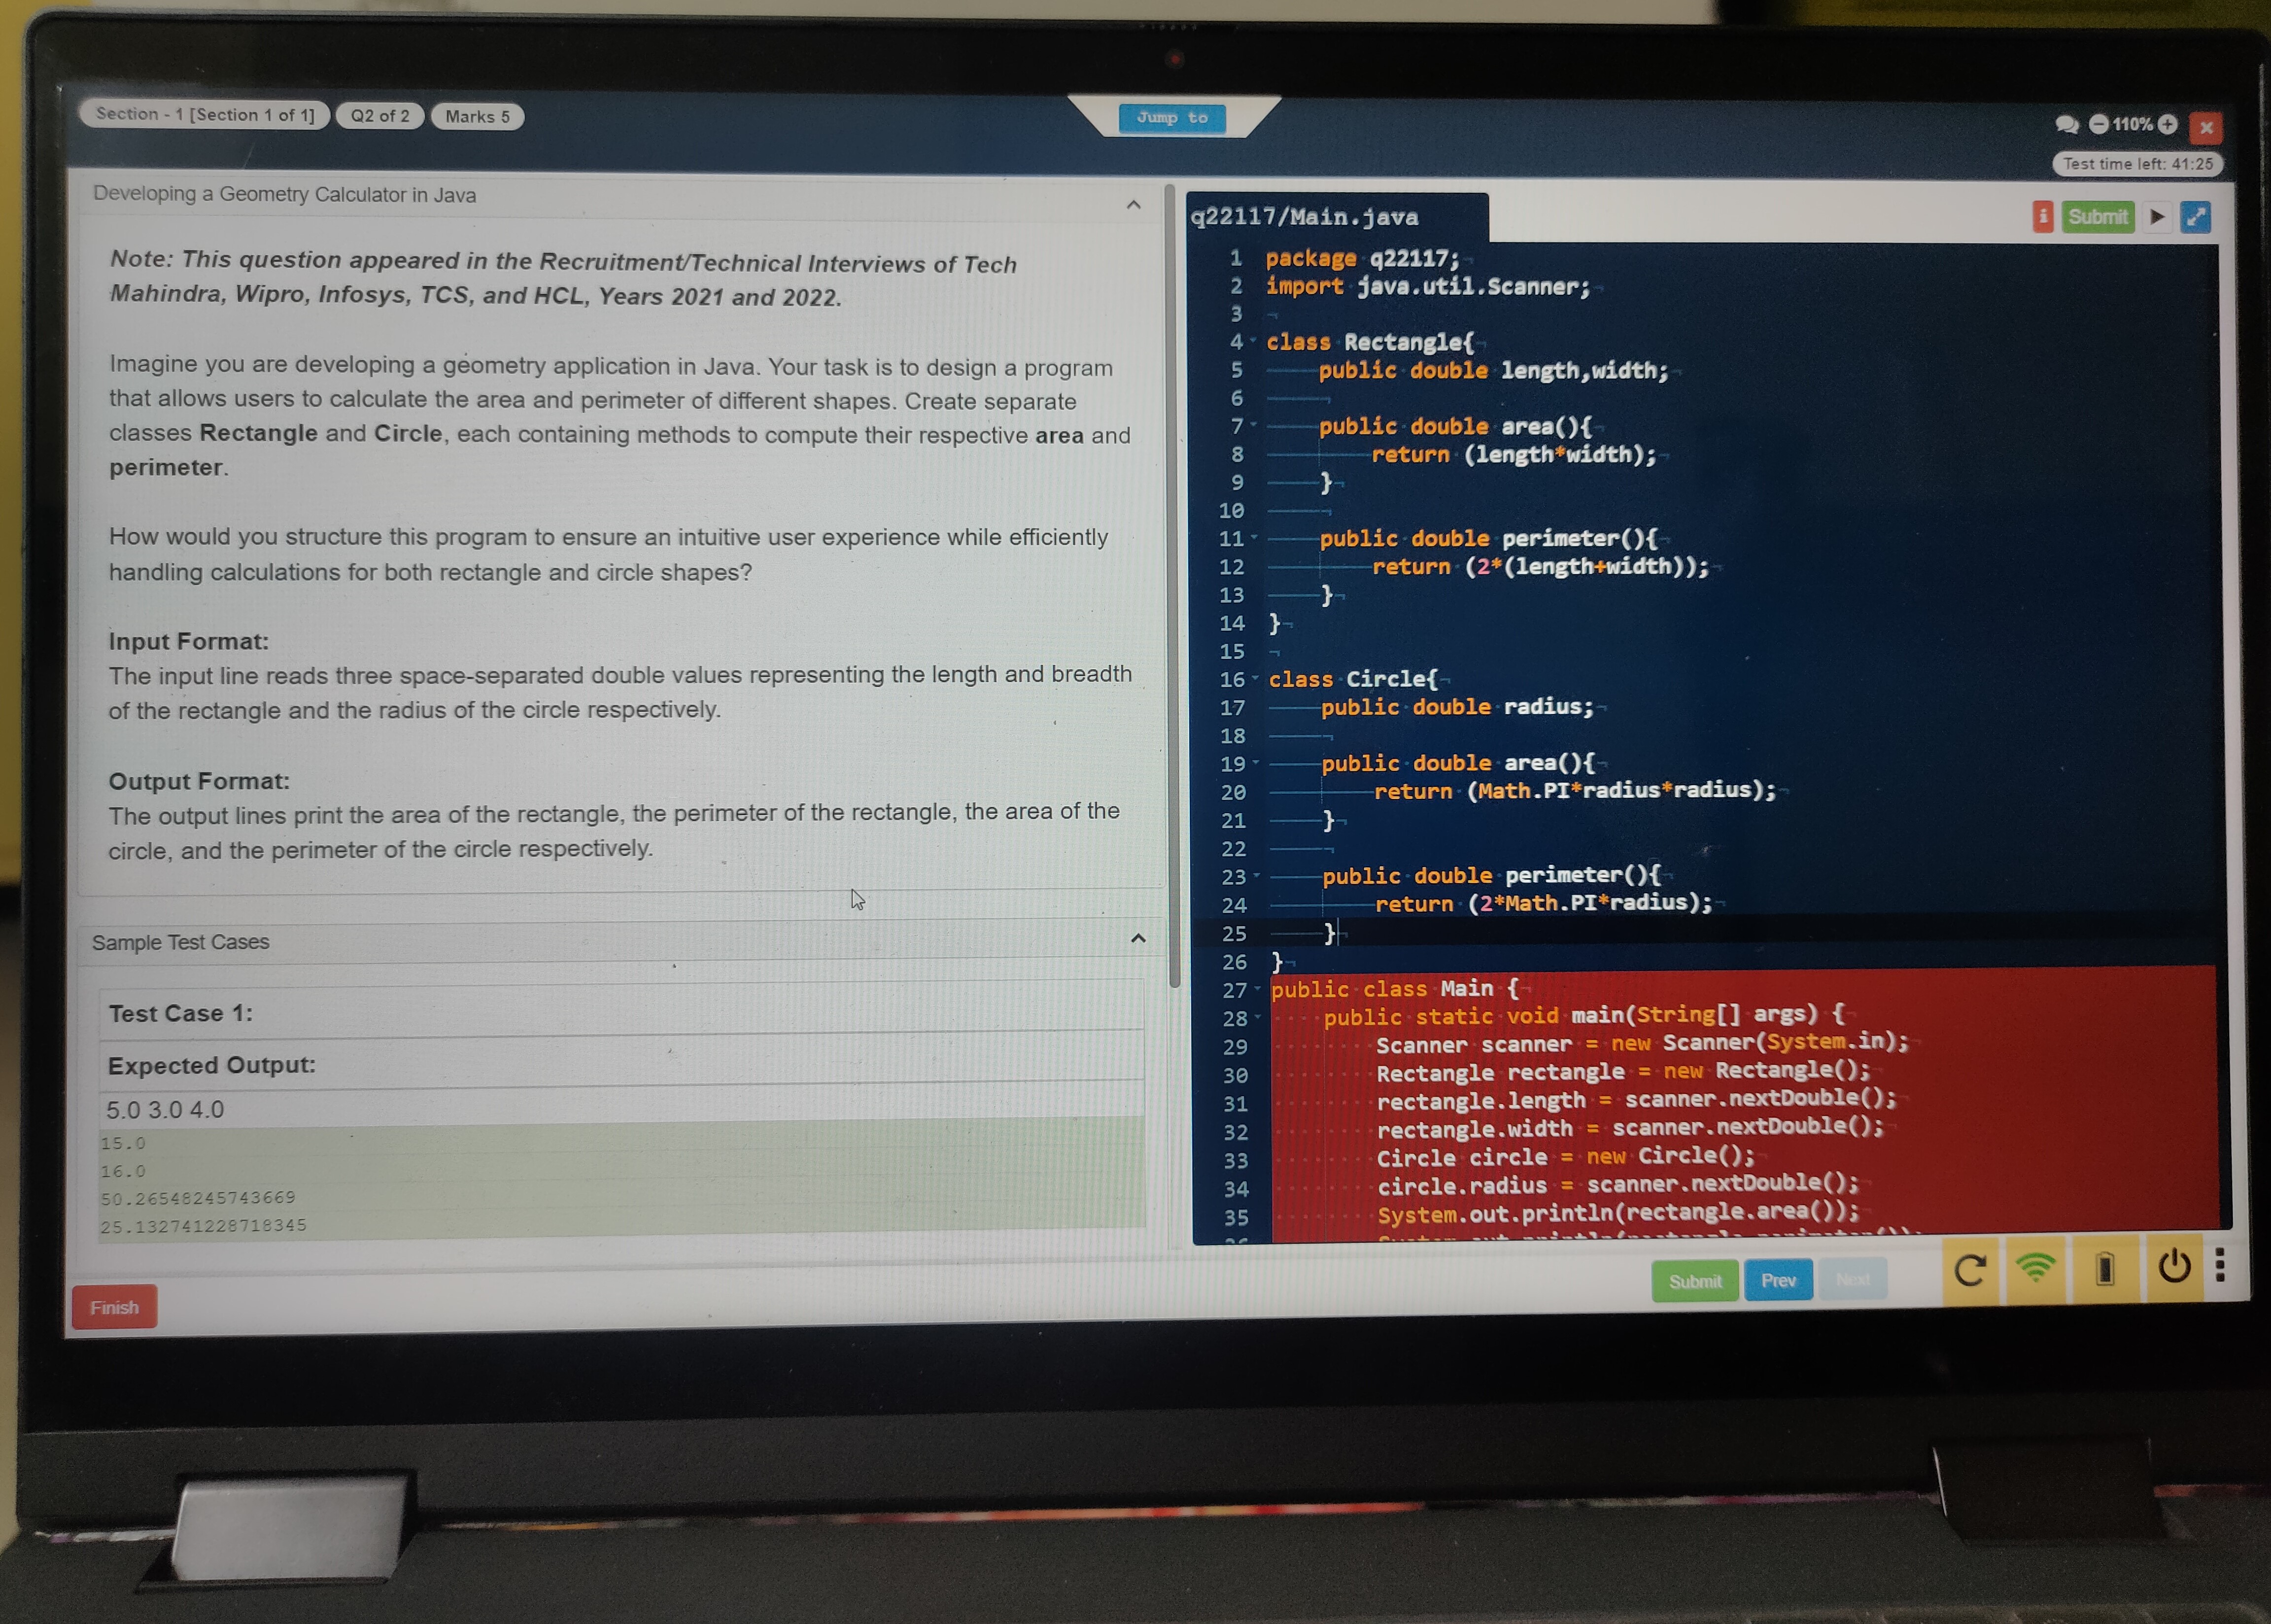 Section - 1 [Section 1 of 1] Q2 of 2 Marks 5
Jump to
110%
Test time left: 41:25
Developing a Geometry Calculator in Java
Note: This question appeared in the Recruitment/Technical Interviews of Tech
Mahindra, Wipro, Infosys, TCS, and HCL, Years 2021 and 2022.
Imagine you are developing a geometry application in Java. Your task is to design a program
that allows users to calculate the area and perimeter of different shapes. Create separate
classes Rectangle and Circle, each containing methods to compute their respective area and
perimeter.
How would you structure this program to ensure an intuitive user experience while efficiently
handling calculations for both rectangle and circle shapes?
Input Format:
The input line reads three space-separated double values representing the length and breadth
of the rectangle and the radius of the circle respectively.
Output Format:
The output lines print the area of the rectangle, the perimeter of the rectangle, the area of the
circle, and the perimeter of the circle respectively.
Sample Test Cases
Test Case 1:
Expected Output:
5.0 3.0 4.0
15.0
16.0
50.26548245743669
25.132741228718345
q22117/Main.java
Submit
1 package q22117;
2 import java.util.Scanner;
3
4 class Rectangle{
5 public double length,width;
6
7 public double area(){
8 return (length*width);
9 }
10
11 public double perimeter(){
12 return (2*(length+width));
13 }
14 }
15
16 class Circle{
17 public double radius;
18
19 public double area(){
20 return (Math.PI*radius*radius);
21 }
22
23 public double perimeter(){
24 return (2*Math.PI*radius);
25 }
26 }
27 public class Main {
28 public static void main(String[] args) {
29 Scanner scanner = new Scanner(System.in);
30 Rectangle rectangle = new Rectangle();
31 rectangle.length = scanner.nextDouble();
32 rectangle.width = scanner.nextDouble();
33 Circle circle = new Circle();
34 circle.radius = scanner.nextDouble();
35 System.out.println(rectangle.area());
Finish
Submit Prev Next